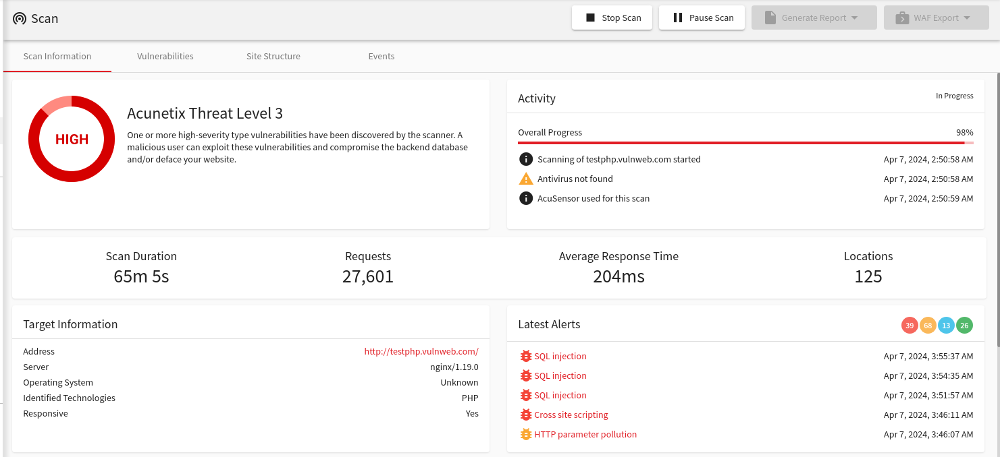 Scan
Stop Scan
Pause Scan
Generate Report
WAF Export
Scan Information
Vulnerabilities
Site Structure
Events
HIGH
Acunetix Threat Level 3
One or more high-severity type vulnerabilities have been discovered by the scanner. A
malicious user can exploit these vulnerabilities and compromise the backend database
and/or deface your website.
Activity
In Progress
Overall Progress 98%
Scanning of testphp.vulnweb.com started Apr 7, 2024, 2:50:58 AM
Antivirus not found Apr 7, 2024, 2:50:58 AM
AcuSensor used for this scan Apr 7, 2024, 2:50:59 AM
Scan Duration
65m 5s
Requests
27,601
Average Response Time
204ms
Locations
125
Target Information
Address http://testphp.vulnweb.com/
Server nginx/1.19.0
Operating System Unknown
Identified Technologies PHP
Responsive Yes
Latest Alerts
39 68 13 26
SQL injection Apr 7, 2024, 3:55:37 AM
SQL injection Apr 7, 2024, 3:54:35 AM
SQL injection Apr 7, 2024, 3:51:57 AM
Cross site scripting Apr 7, 2024, 3:46:11 AM
HTTP parameter pollution Apr 7, 2024, 3:46:07 AM